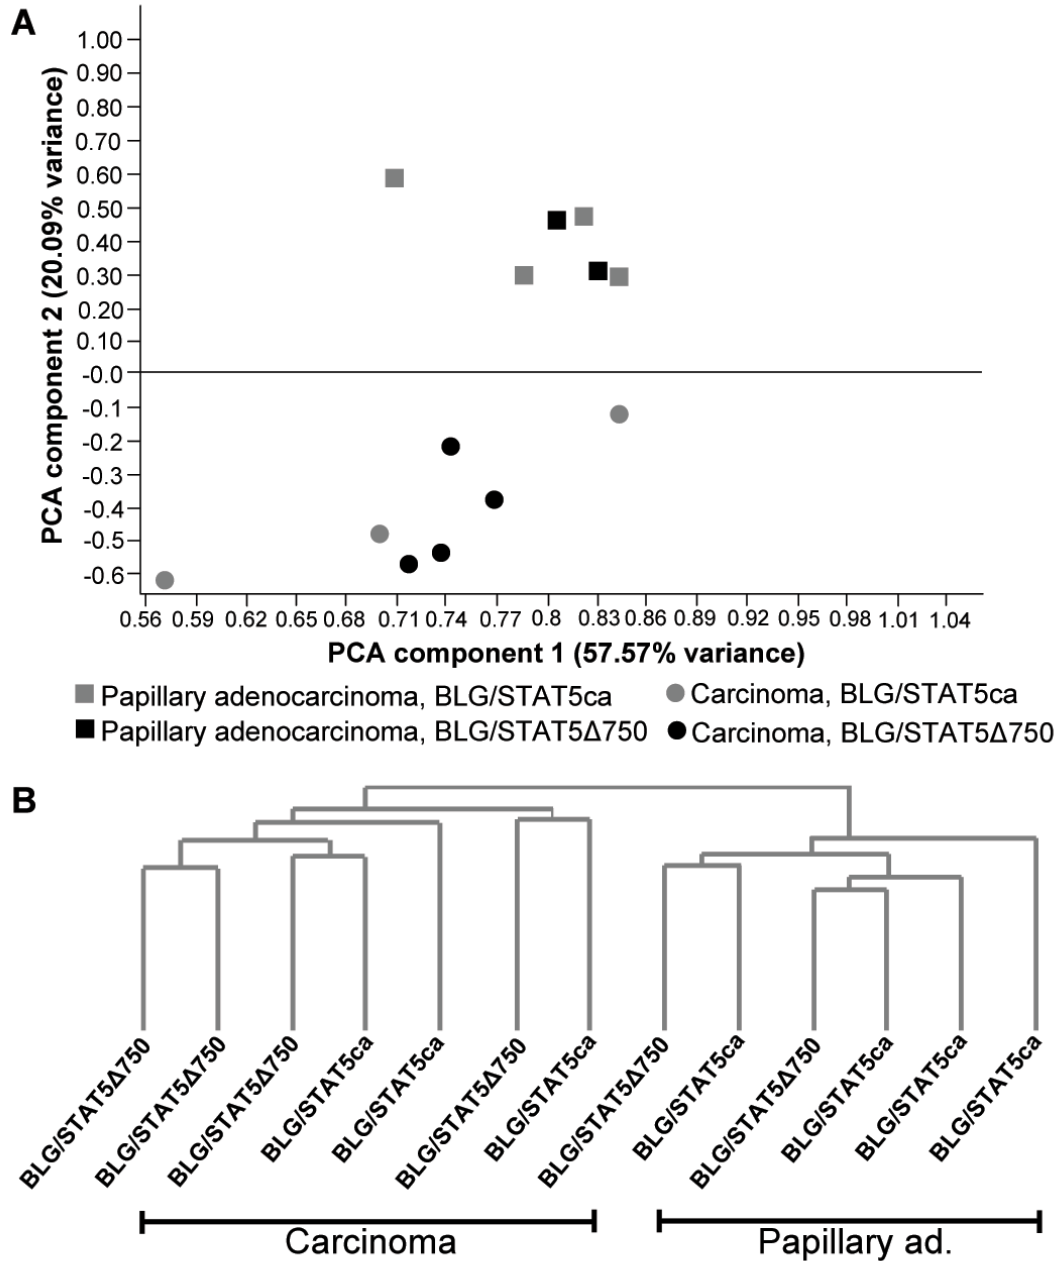 A
PCA component 2 (20.09% variance)
1.00
0.90
0.80
0.70
0.60
0.50
0.40
0.30
0.20
0.10
-0.0
-0.1
-0.2
-0.3
-0.4
-0.5
-0.6
0.56 0.59 0.62 0.65 0.68 0.71 0.74 0.77 0.8 0.83 0.86 0.89 0.92 0.95 0.98 1.01 1.04
PCA component 1 (57.57% variance)
Papillary adenocarcinoma, BLG/STAT5ca
Carcinoma, BLG/STAT5ca
Papillary adenocarcinoma, BLG/STAT5Δ750
Carcinoma, BLG/STAT5Δ750
B
BLG/STAT5Δ750
BLG/STAT5Δ750
BLG/STAT5Δ750
BLG/STAT5ca
BLG/STAT5ca
BLG/STAT5Δ750
BLG/STAT5ca
BLG/STAT5Δ750
BLG/STAT5ca
BLG/STAT5Δ750
BLG/STAT5ca
BLG/STAT5ca
BLG/STAT5ca
Carcinoma
Papillary ad.